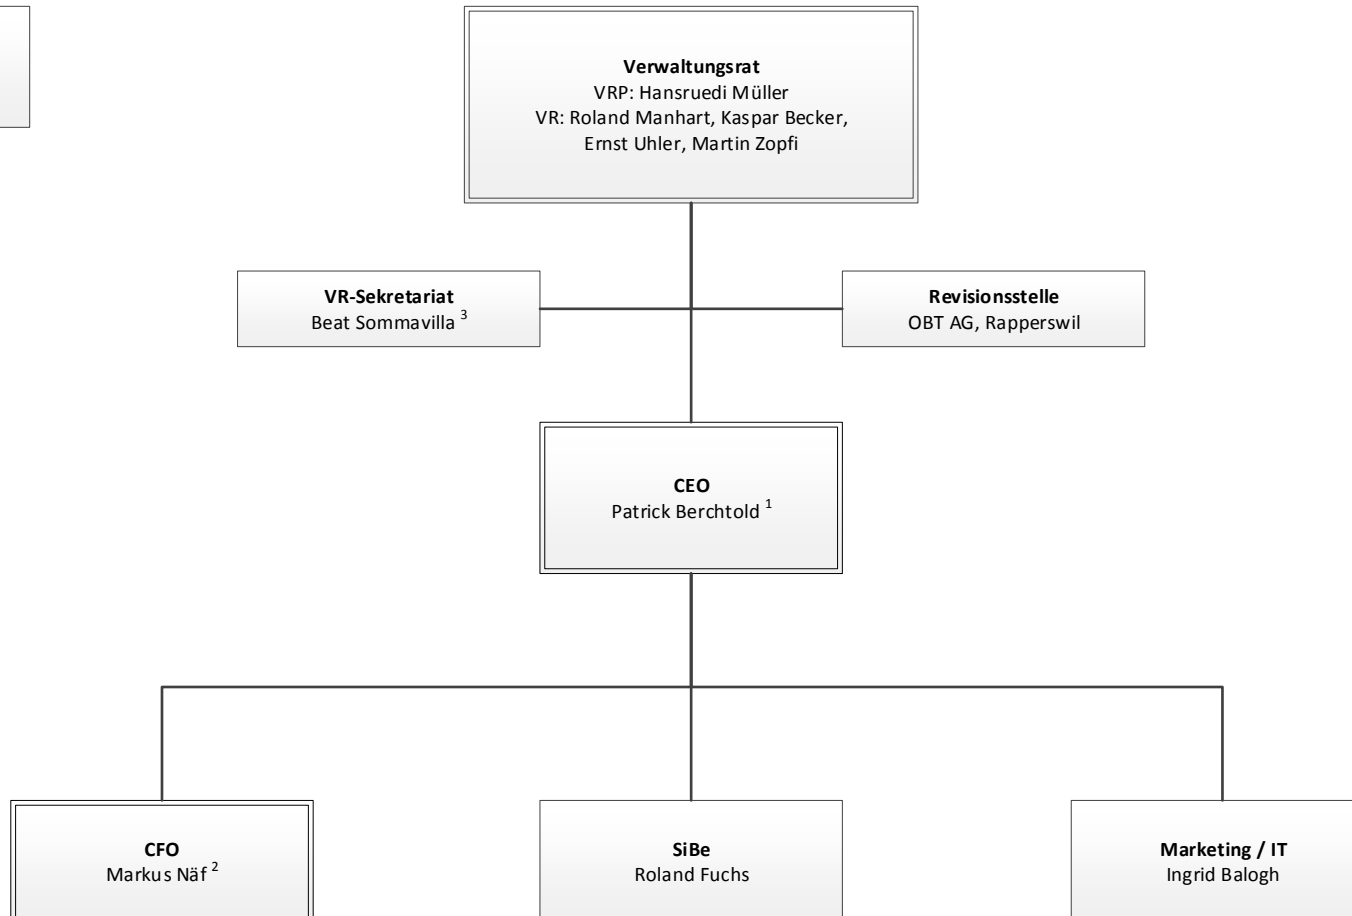 Verwaltungsrat
VRP: Hansruedi Müller
VR: Roland Manhart, Kaspar Becker,
Ernst Uhler, Martin Zopfi
VR-Sekretariat
Beat Sommavilla 3
Revisionsstelle
OBT AG, Rapperswil
CEO
Patrick Berchtold 1
CFO
Markus Näf 2
SiBe
Roland Fuchs
Marketing / IT
Ingrid Balogh